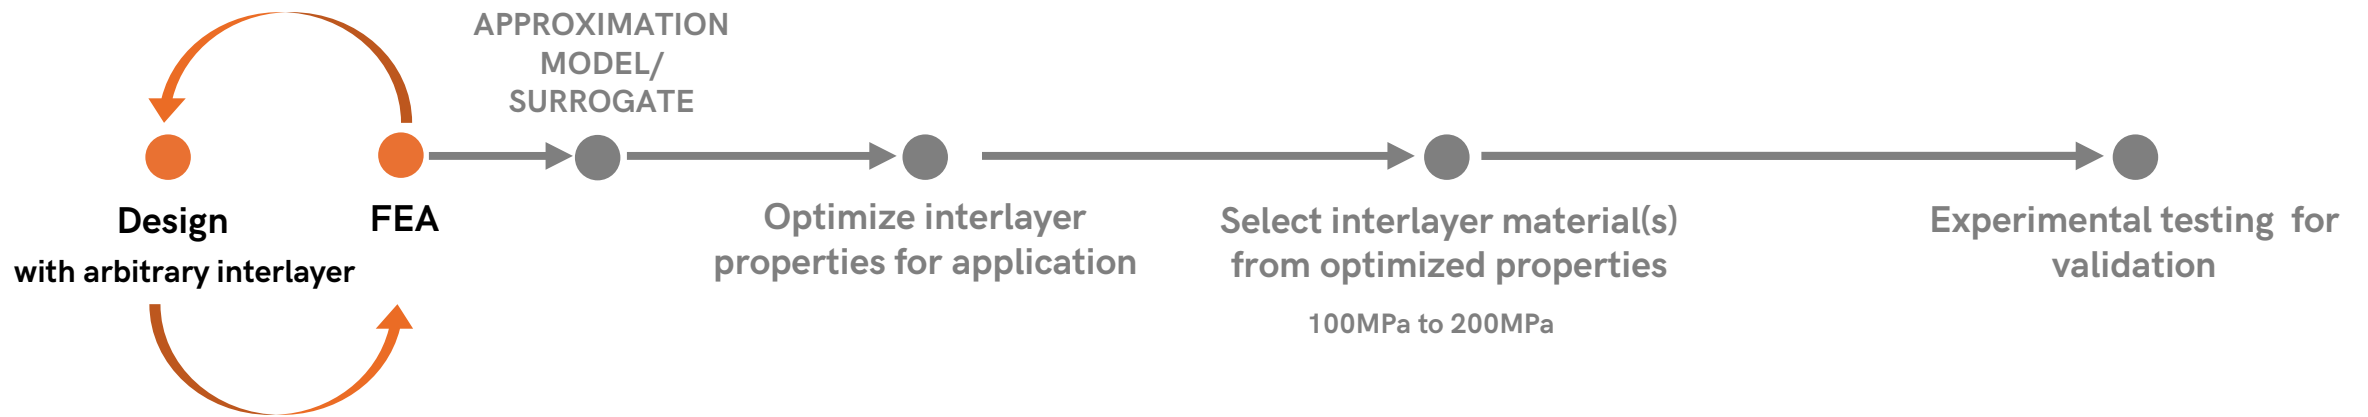 APPROXIMATION
MODEL/
SURROGATE
Design
with arbitrary interlayer
FEA
Optimize interlayer
properties for application
Select interlayer material(s)
from optimized properties
100MPa to 200MPa
Experimental testing for
validation